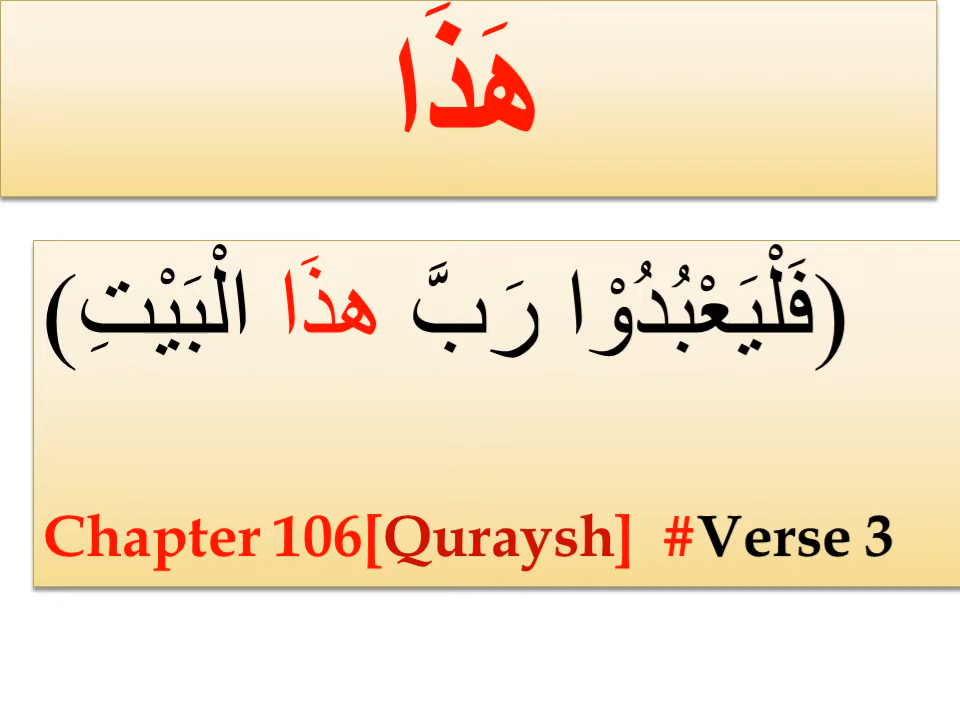 هَذَا
(فَلْيَعْبُدُوْا رَبَّ هذَا الْبَيْتِ)
Chapter 106[Quraysh] #Verse 3